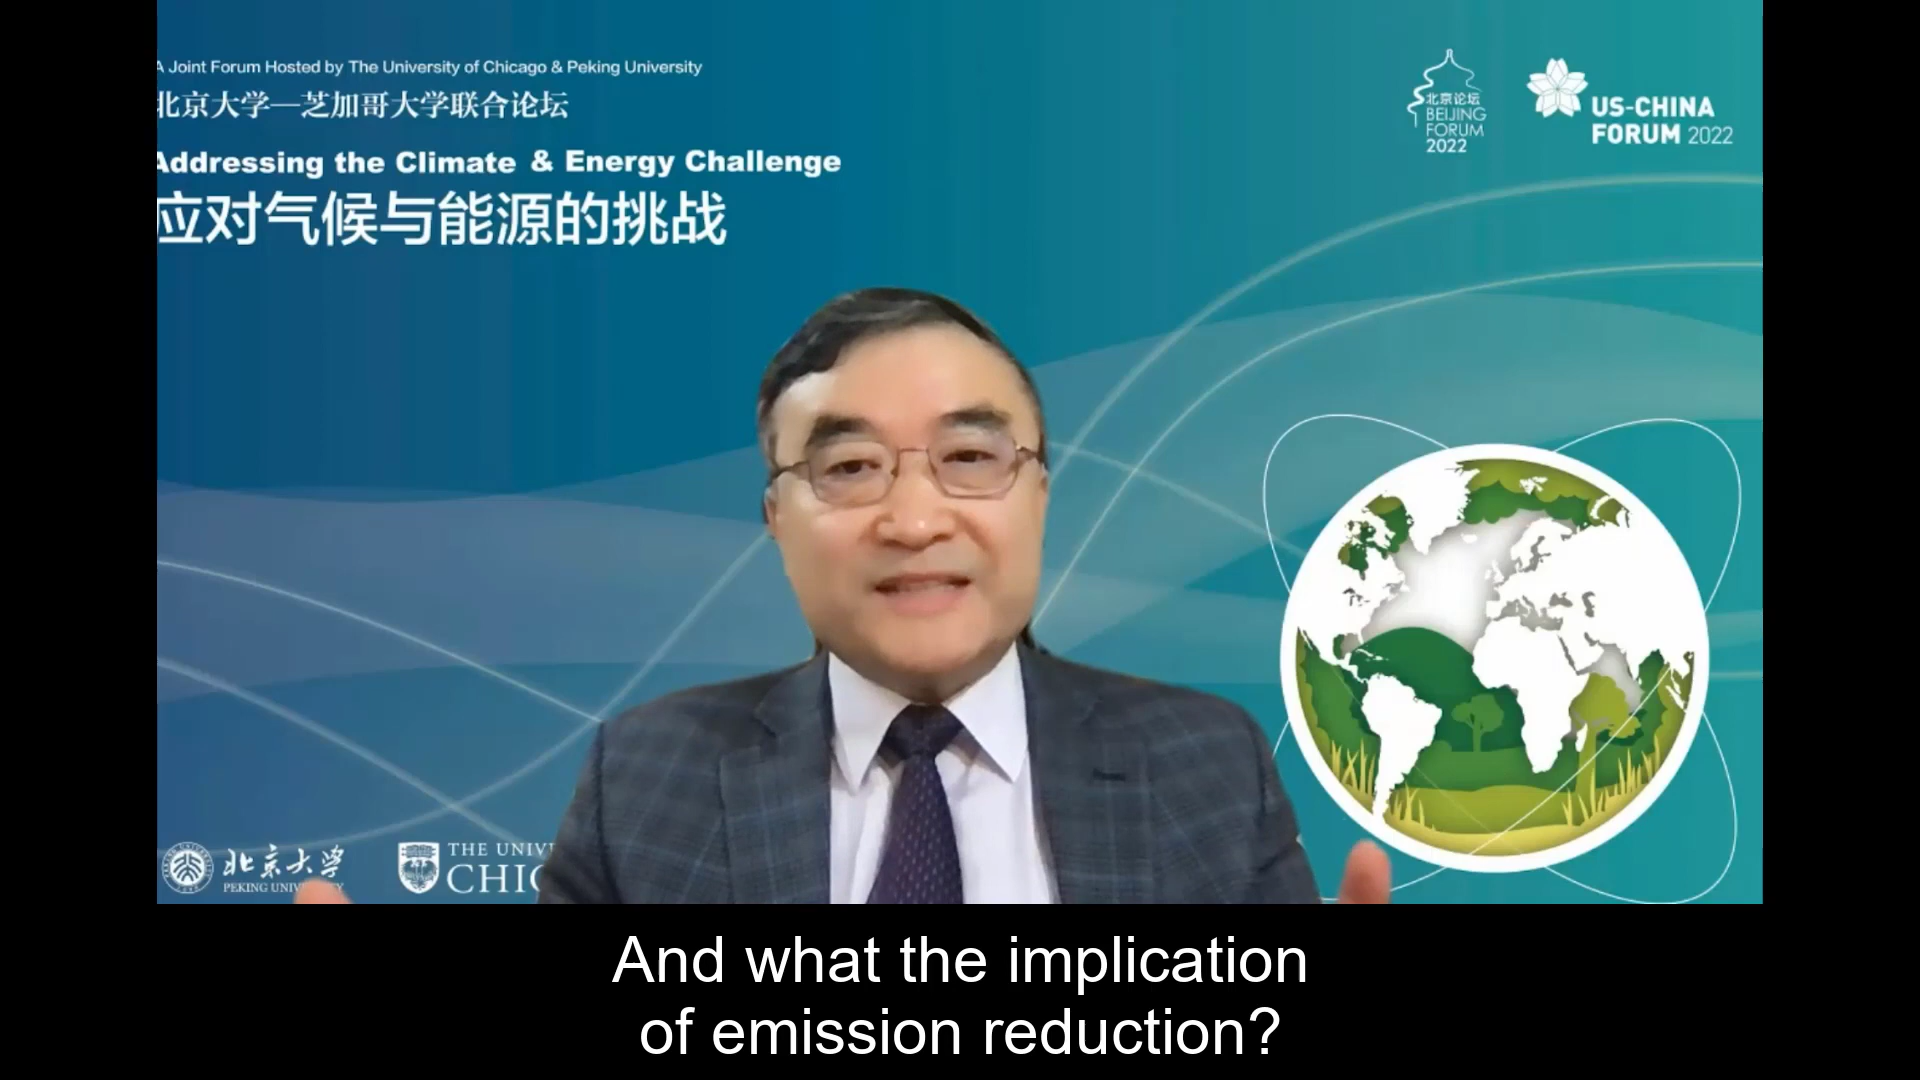 A Joint Forum Hosted by The University of Chicago & Peking University
北京大学—芝加哥大学联合论坛
Addressing the Climate & Energy Challenge
应对气候与能源的挑战
北京论坛
BEIJING
FORUM
2022
US-CHINA
FORUM 2022
北京大学
PEKING UNIVERSITY
THE UNIV
CHIC
And what the implication
of emission reduction?